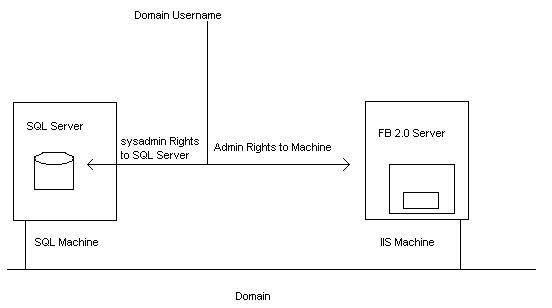 Domain Username
SQL Server
sysadmin Rights
to SQL Server
Admin Rights to Machine
FB 2.0 Server
SQL Machine
IIS Machine
Domain